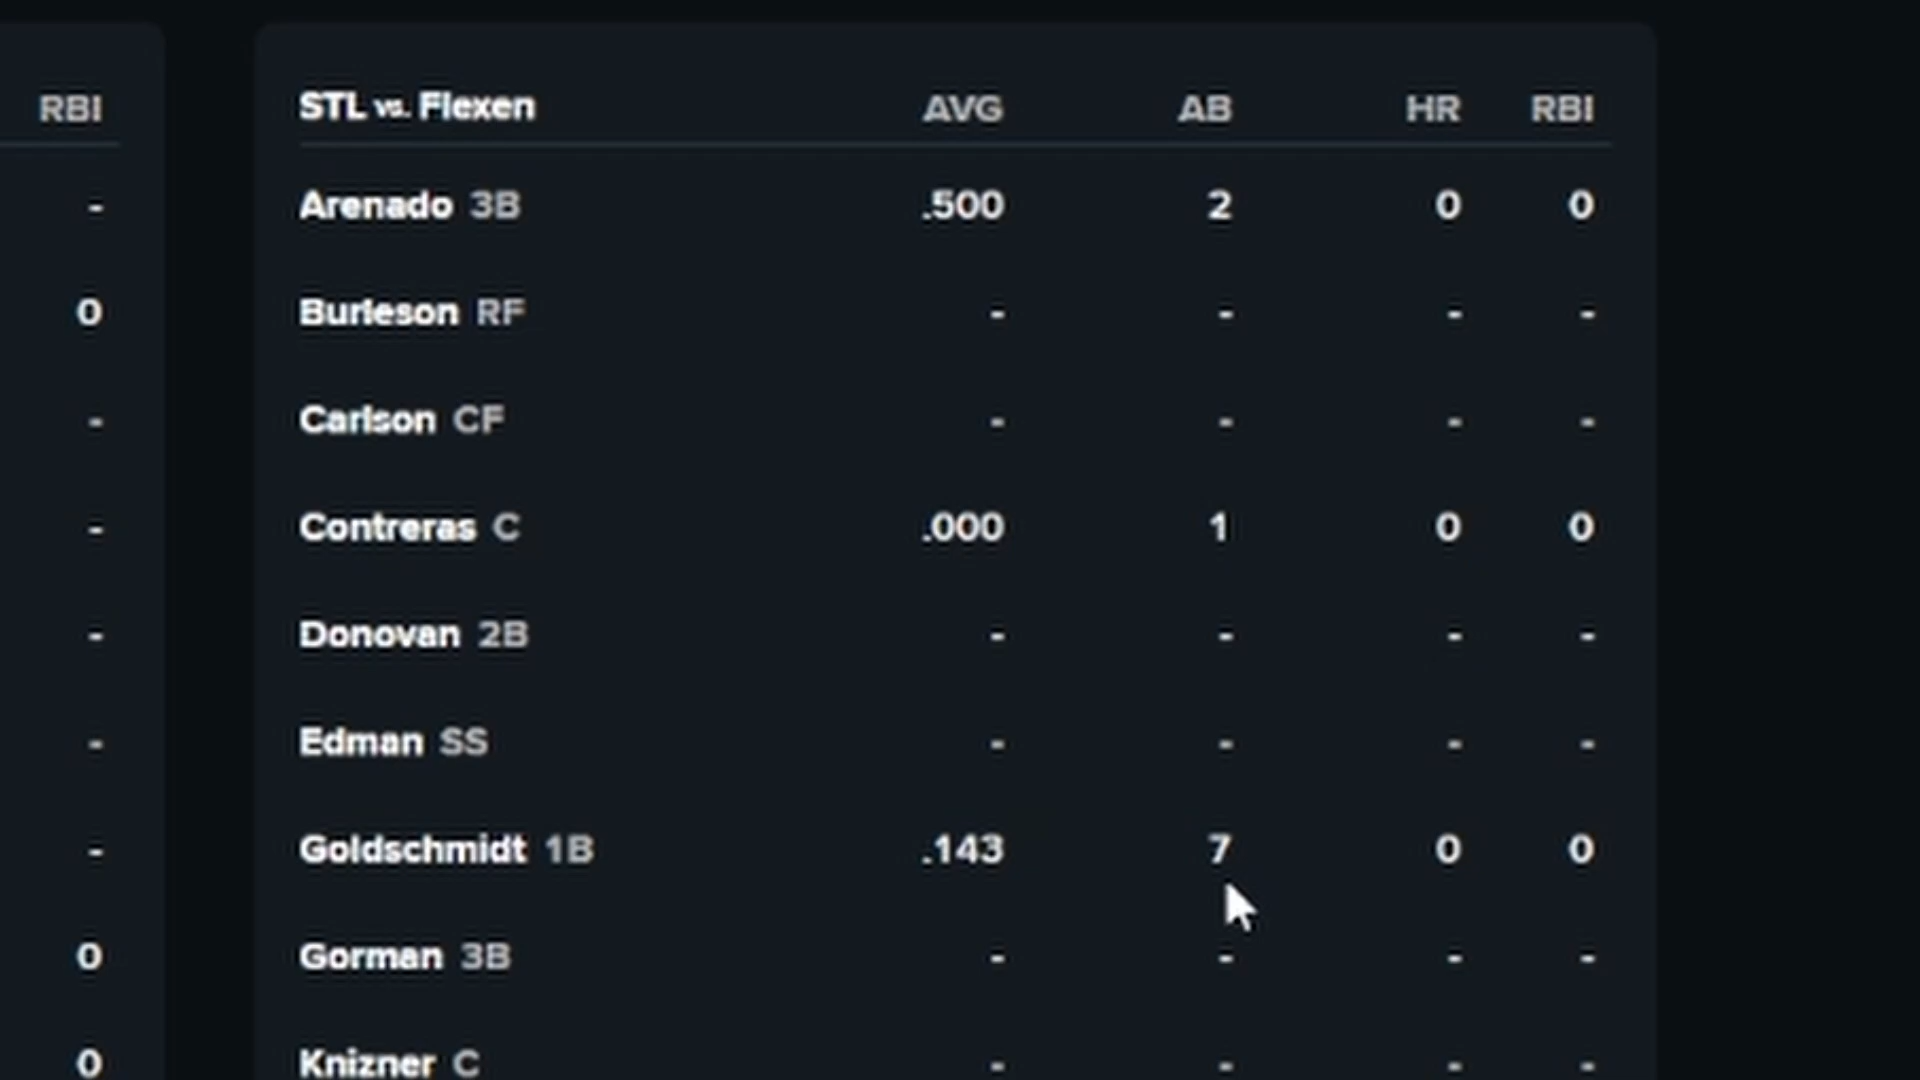 RBI
-
0
-
-
-
-
-
0
0
STL vs. Flexen AVG AB HR RBI
Arenado 3B .500 2 0 0
Burleson RF - - - -
Carlson CF - - - -
Contreras C .000 1 0 0
Donovan 2B - - - -
Edman SS - - - -
Goldschmidt 1B .143 7 0 0
Gorman 3B - - - -
Knizner C - - - -